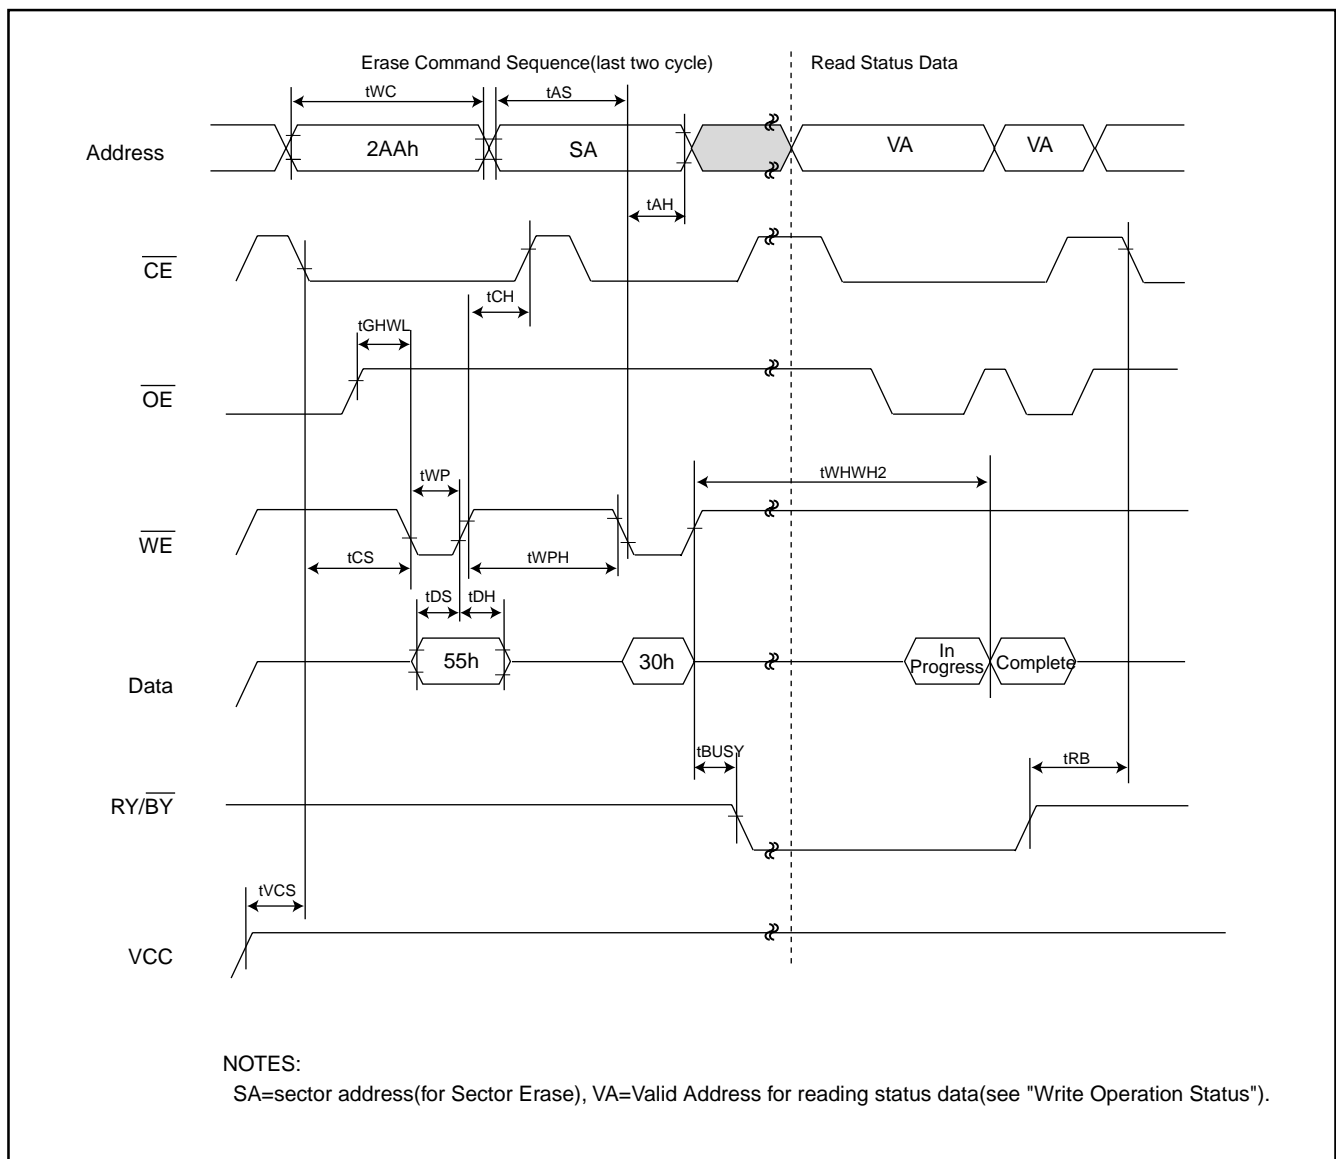 Erase Command Sequence(last two cycle)
Read Status Data
tWC
tAS
Address
2AAh
SA
VA
VA
tAH
CE
tCH
tGHWL
OE
tWP
tWHWH2
WE
tCS
tWPH
tDS
tDH
Data
55h
30h
In
Progress
Complete
tBUSY
tRB
RY/BY
tVCS
VCC
NOTES:
SA=sector address(for Sector Erase), VA=Valid Address for reading status data(see "Write Operation Status").